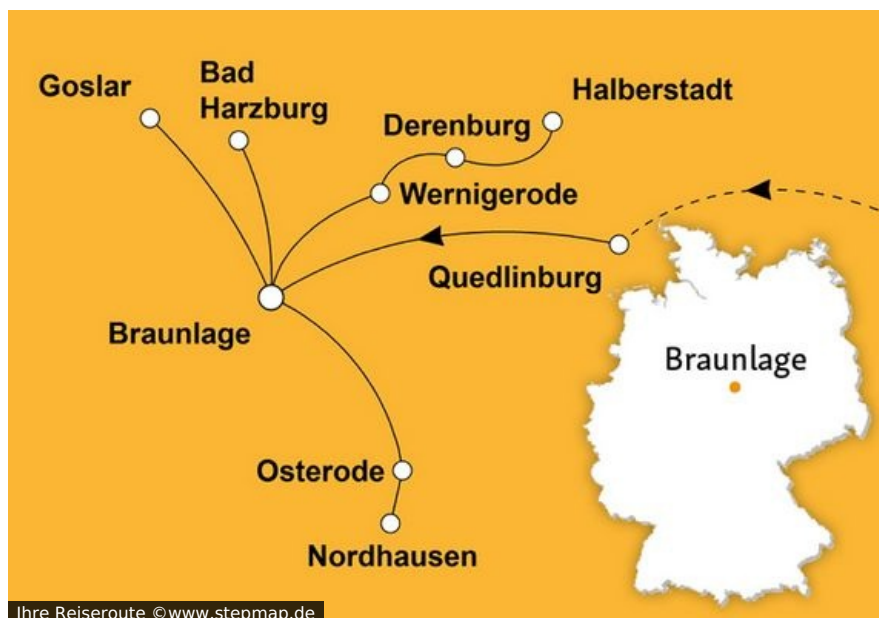 Goslar
Bad
Harzburg
Halberstadt
Derenburg
Wernigerode
Quedlinburg
Braunlage
Braunlage
Osterode
Nordhausen
Ihre Reiseroute ©www.stepmap.de